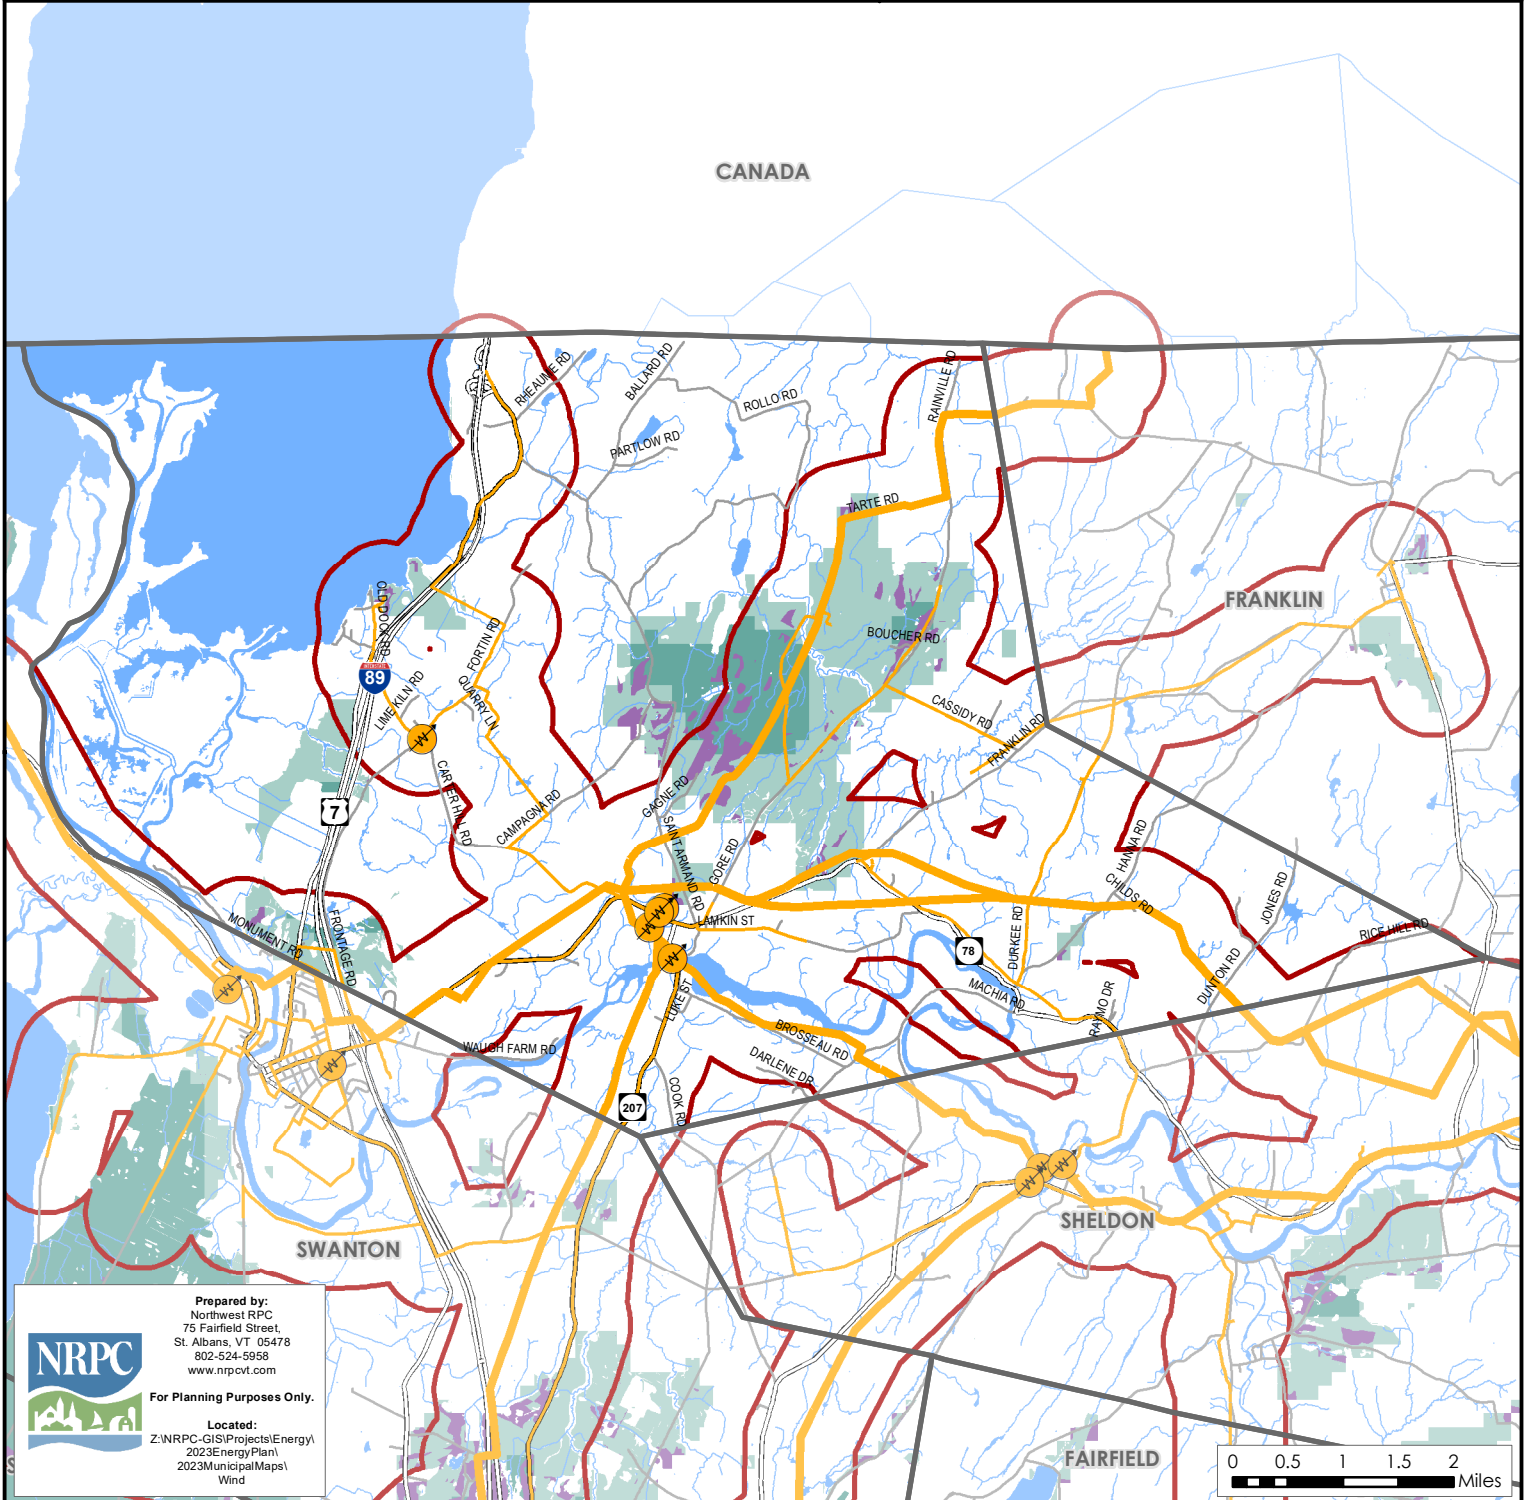 CANADA
RHEAUME RD
BALLARD RD
ROLLO RD
RAINVILLE RD
PARTLOW RD
TARTE RD
OLD DOCK RD
FRANKLIN
BOUCHER RD
FORTIN RD
INTERSTATE
89
LIME KILN RD
QUARRY LN
CASSIDY RD
FRANKLIN RD
W
CARTER HILL RD
7
CAMPAGNA RD
GAGNE RD
SAINT ARMAND RD
GORE RD
HANNA RD
CHILDS RD
JONES RD
W
W
LAMKIN ST
MONUMENT RD
FRONTAGE RD
DURKEE RD
RICE HILL RD
78
W
W
LUKE ST
MACHIA RD
DUNTON RD
RAYMO DR
BROSSEAU RD
WAUGH FARM RD
DARLENE DR
W
COOK RD
207
W
W
W
SHELDON
SWANTON
S
FAIRFIELD
NRPC
Prepared by:
Northwest RPC
75 Fairfield Street,
St. Albans, VT 05478
802-524-5958
www.nrpcvt.com
For Planning Purposes Only.
Located:
Z:\NRPC-GIS\Projects\Energy\
2023EnergyPlan\
2023MunicipalMaps\
Wind
0 0.5 1 1.5 2
Miles